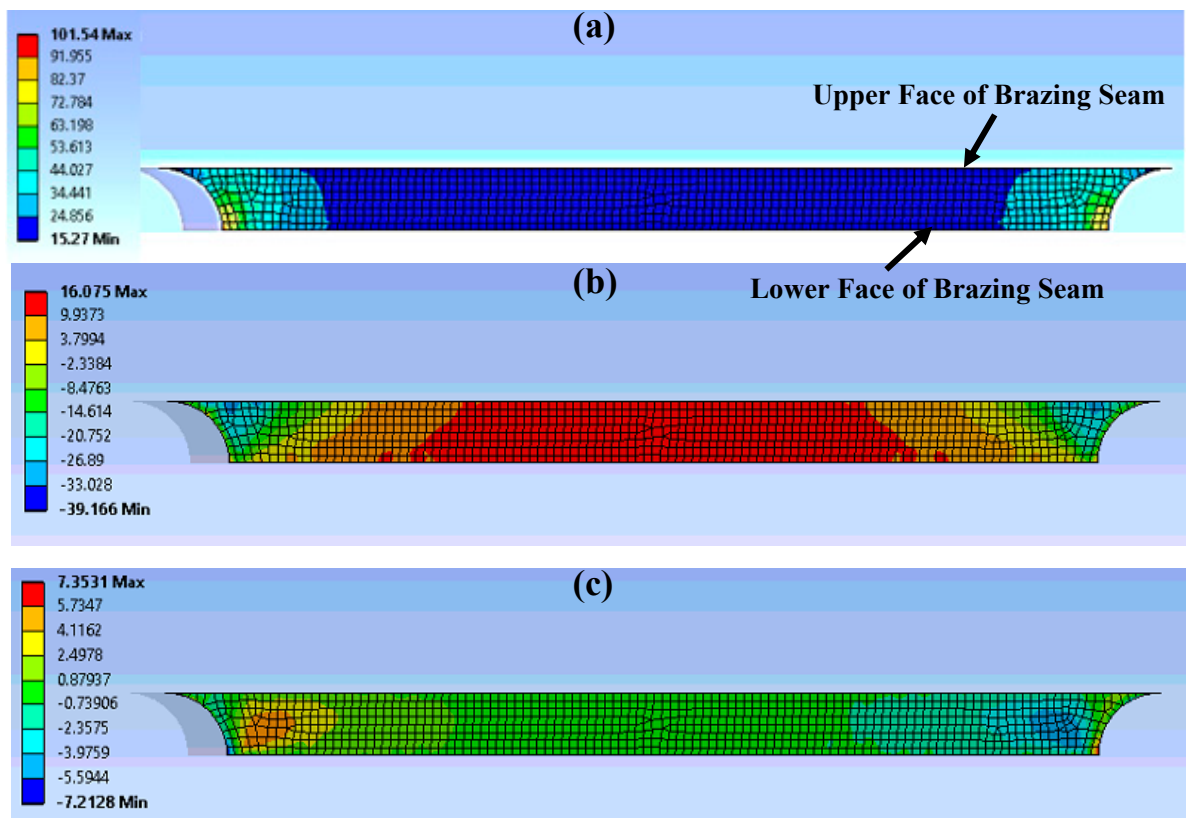 (a)
101.54 Max
91.955
82.37
72.784
63.198
53.613
44.027
34.441
24.856
15.27 Min
Upper Face of Brazing Seam
Lower Face of Brazing Seam
(b)
16.075 Max
9.9373
3.7994
-2.3384
-8.4763
-14.614
-20.752
-26.89
-33.028
-39.166 Min
(c)
7.3531 Max
5.7347
4.1162
2.4978
0.87937
-0.73906
-2.3575
-3.9759
-5.5944
-7.2128 Min